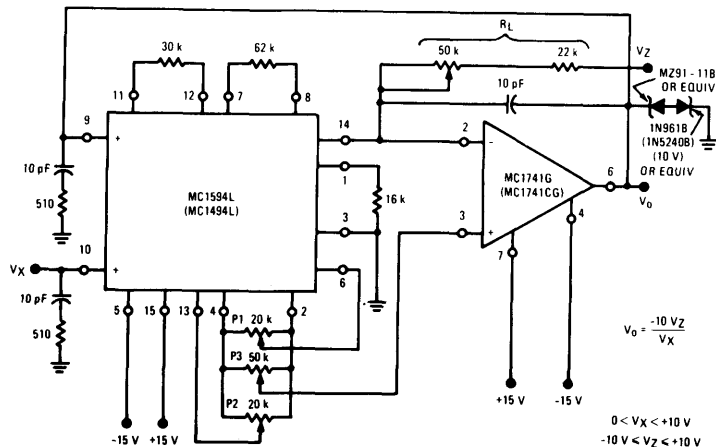 R_L
30 k
62 k
50 k
22 k
V_Z
MZ91 - 11B
OR EQUIV
11
12
7
8
10 pF
1N961B
(1N5240B)
(10 V)
OR EQUIV
9
+
14
2
-
10 pF
1
MC1594L
(MC1494L)
MC1741G
(MC1741CG)
6
510
16 k
V_o
3
3
+
4
V_X
10
+
6
7
10 pF
5
15
13
4
2
510
P1
20 k
P3
50 k
P2
20 k
V_o = -10 V_Z / V_X
-15 V
+15 V
+15 V
-15 V
0 < V_X < +10 V
-10 V ≤ V_Z ≤ +10 V